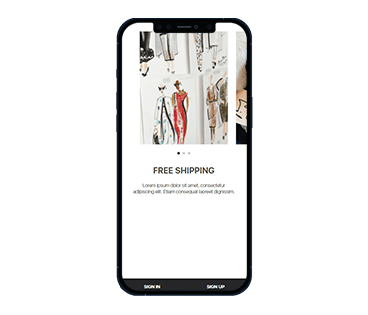 FREE SHIPPING
Lorem ipsum dolor sit amet, consectetur
adipiscing elit. Etiam consequat laoreet dignissim.
SIGN IN SIGN UP